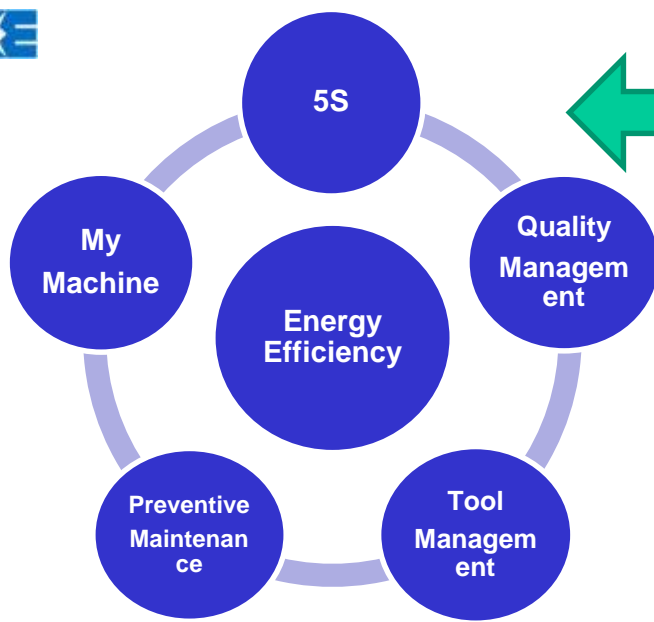 5S
My
Machine
Quality
Managem
ent
Energy
Efficiency
Preventive
Maintenan
ce
Tool
Managem
ent